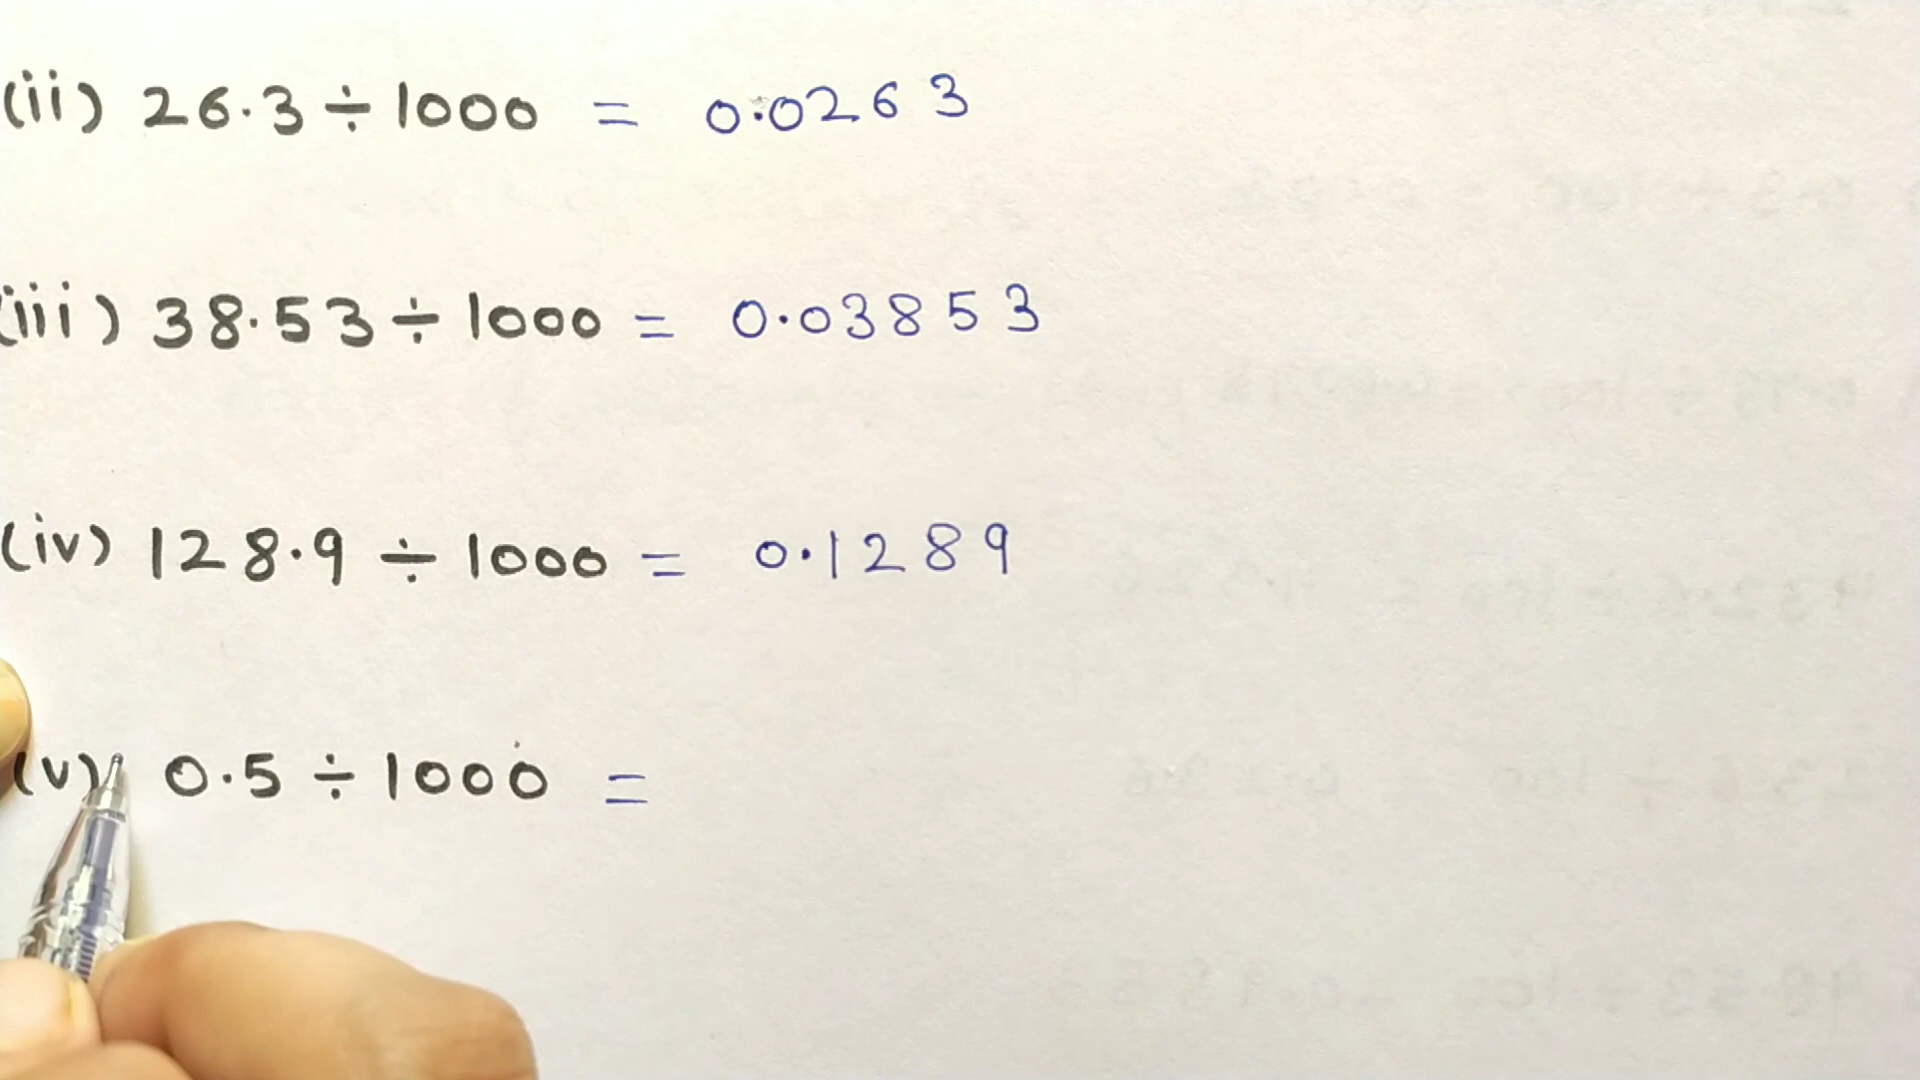 (ii) 26.3 ÷ 1000 = 0.0263
(iii) 38.53 ÷ 1000 = 0.03853
(iv) 128.9 ÷ 1000 = 0.1289
(v) 0.5 ÷ 1000 =